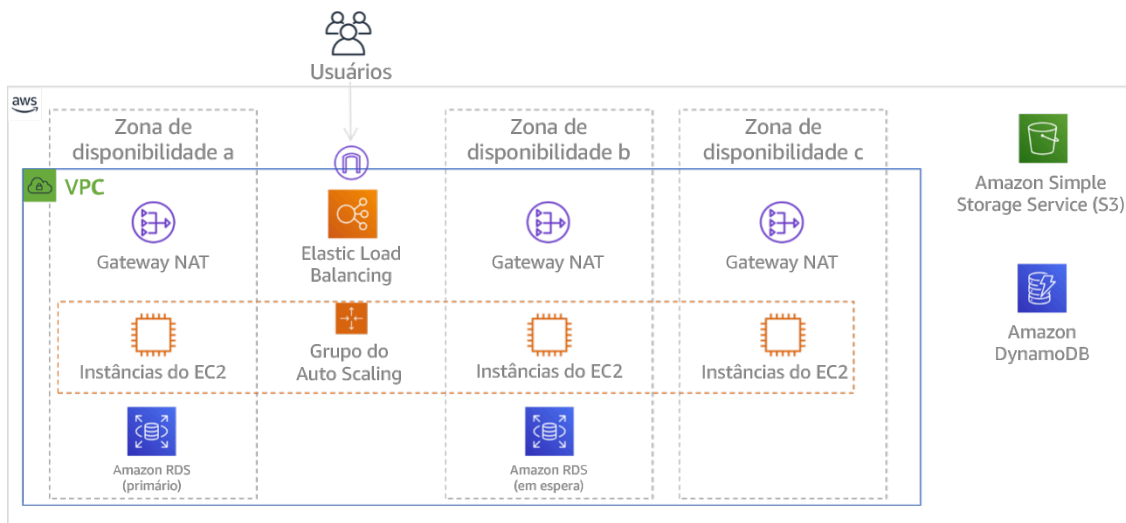 Usuários
aws
Zona de
disponibilidade a
Zona de
disponibilidade b
Zona de
disponibilidade c
VPC
Gateway NAT
Elastic Load
Balancing
Gateway NAT
Gateway NAT
Instâncias do EC2
Grupo do
Auto Scaling
Instâncias do EC2
Instâncias do EC2
Amazon RDS
(primário)
Amazon RDS
(em espera)
Amazon Simple
Storage Service (S3)
Amazon
DynamoDB